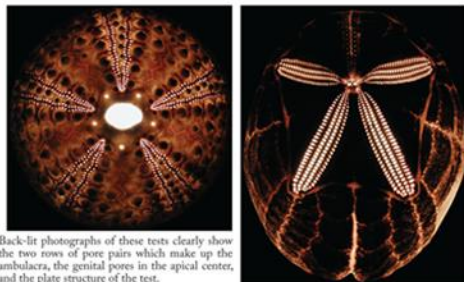 Back-lit photographs of these tests clearly show
the two rows of pore pairs which make up the
ambulacra, the genital pores in the apical center,
and the plate structure of the test.